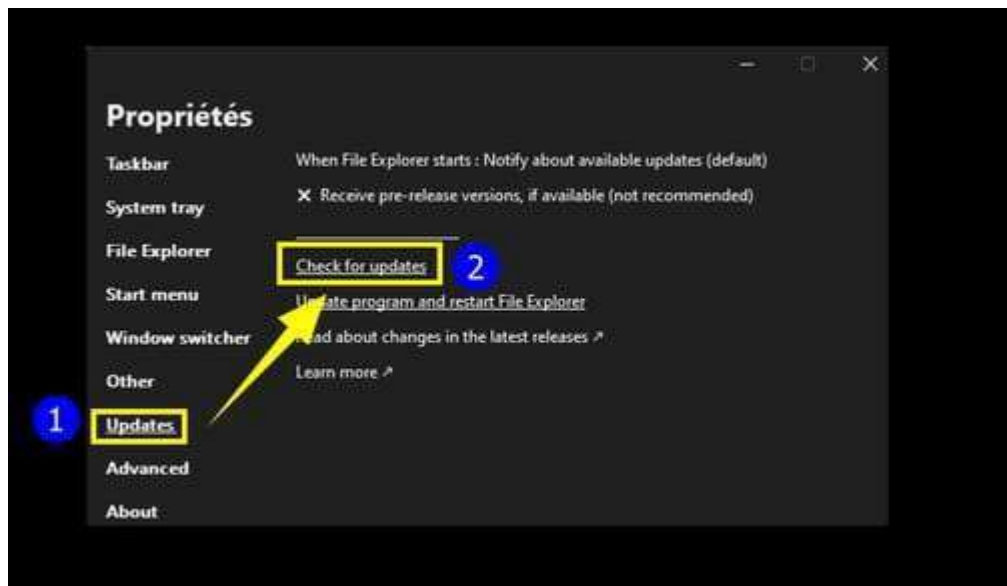 Propriétés
Taskbar
System tray
File Explorer
Start menu
Window switcher
Other
1
Updates
Advanced
About
When File Explorer starts : Notify about available updates (default)
Receive pre-release versions, if available (not recommended)
Check for updates
2
Update program and restart File Explorer
Read about changes in the latest releases
Learn more